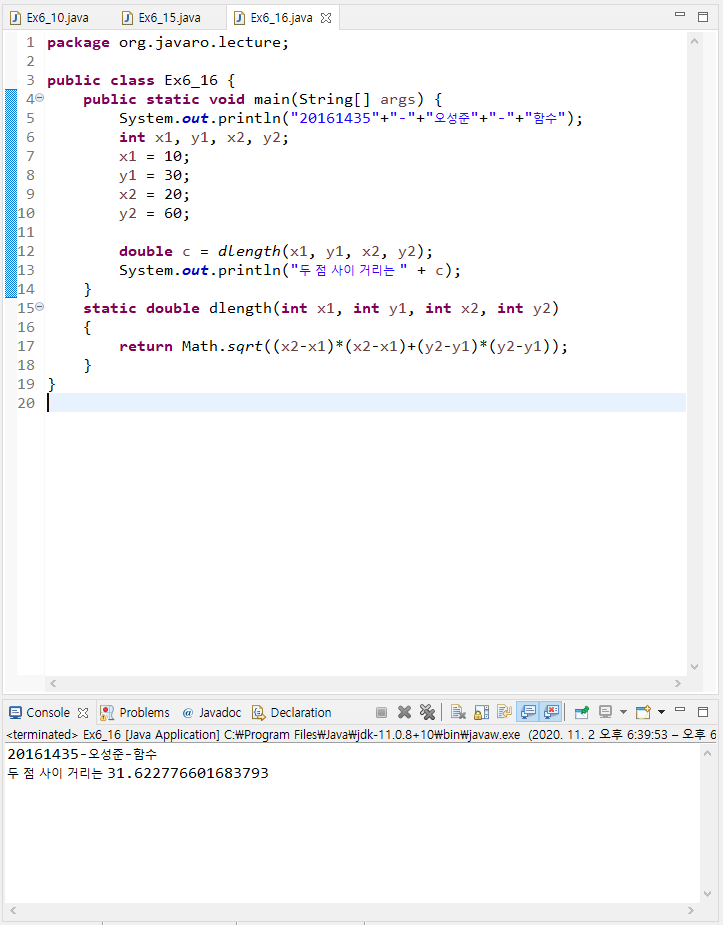 Ex6_10.java Ex6_15.java Ex6_16.java
1 package org.javaro.lecture;
2
3 public class Ex6_16 {
4 public static void main(String[] args) {
5 System.out.println("20161435"+"-"+"오성준"+"-"+"함수");
6 int x1, y1, x2, y2;
7 x1 = 10;
8 y1 = 30;
9 x2 = 20;
10 y2 = 60;
11
12 double c = dlength(x1, y1, x2, y2);
13 System.out.println("두 점 사이 거리는 " + c);
14 }
15 static double dlength(int x1, int y1, int x2, int y2)
16 {
17 return Math.sqrt((x2-x1)*(x2-x1)+(y2-y1)*(y2-y1));
18 }
19 }
20
Console Problems @ Javadoc Declaration
<terminated> Ex6_16 [Java Application] C:₩Program Files₩Java₩jdk-11.0.8+10₩bin₩javaw.exe (2020. 11. 2 오후 6:39:53 – 오후 6
20161435-오성준-함수
두 점 사이 거리는 31.622776601683793